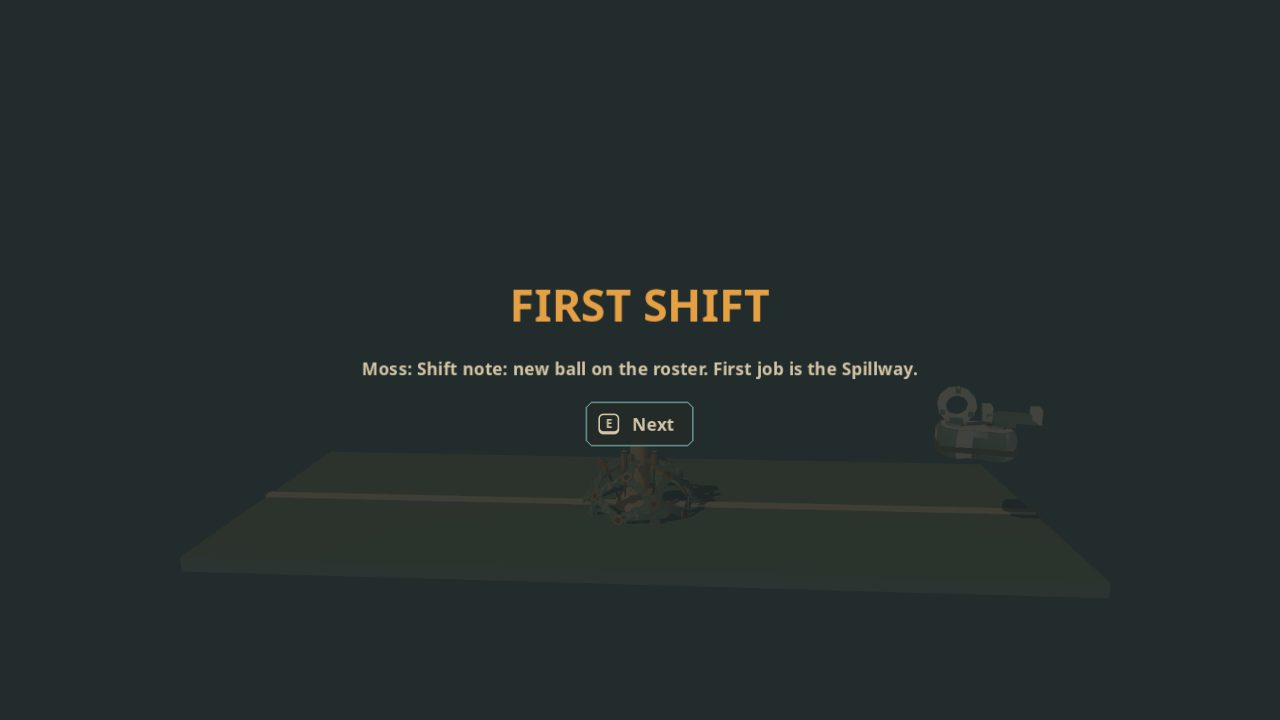 FIRST SHIFT
Moss: Shift note: new ball on the roster. First job is the Spillway.
E Next